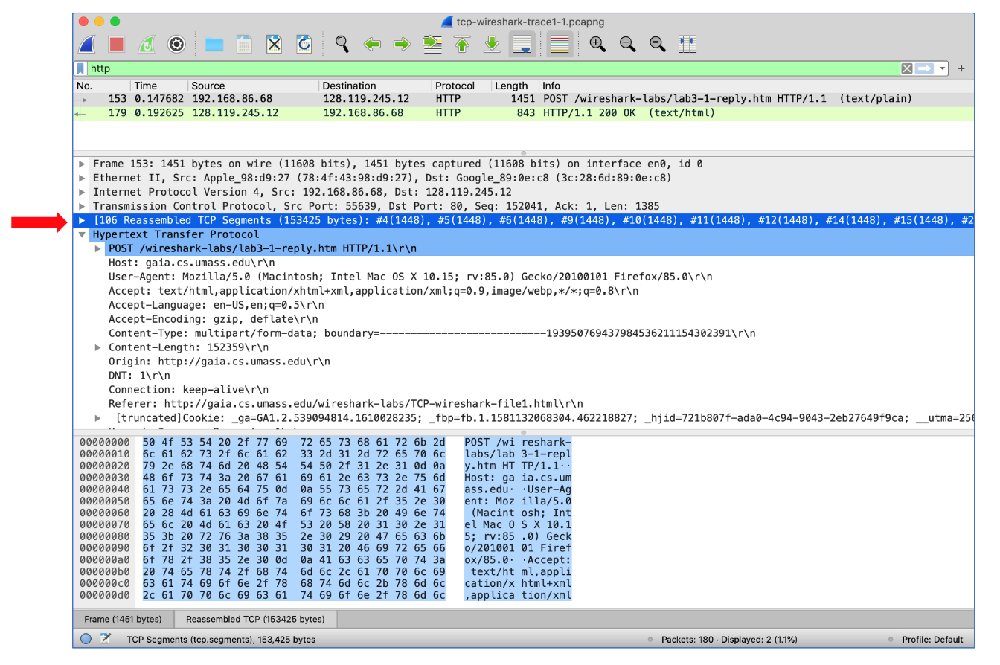 tcp-wireshark-trace1-1.pcapng
http
No. Time Source Destination Protocol Length Info
153 0.147682 192.168.86.68 128.119.245.12 HTTP 1451 POST /wireshark-labs/lab3-1-reply.htm HTTP/1.1 (text/plain)
179 0.192625 128.119.245.12 192.168.86.68 HTTP 843 HTTP/1.1 200 OK (text/html)
Frame 153: 1451 bytes on wire (11608 bits), 1451 bytes captured (11608 bits) on interface en0, id 0
Ethernet II, Src: Apple_98:d9:27 (78:4f:43:98:d9:27), Dst: Google_89:0e:c8 (3c:28:6d:89:0e:c8)
Internet Protocol Version 4, Src: 192.168.86.68, Dst: 128.119.245.12
Transmission Control Protocol, Src Port: 55639, Dst Port: 80, Seq: 152041, Ack: 1, Len: 1385
[106 Reassembled TCP Segments (153425 bytes): #4(1448), #5(1448), #6(1448), #9(1448), #10(1448), #11(1448), #12(1448), #14(1448), #15(1448), #2
Hypertext Transfer Protocol
POST /wireshark-labs/lab3-1-reply.htm HTTP/1.1\r\n
Host: gaia.cs.umass.edu\r\n
User-Agent: Mozilla/5.0 (Macintosh; Intel Mac OS X 10.15; rv:85.0) Gecko/20100101 Firefox/85.0\r\n
Accept: text/html,application/xhtml+xml,application/xml;q=0.9,image/webp,*/*;q=0.8\r\n
Accept-Language: en-US,en;q=0.5\r\n
Accept-Encoding: gzip, deflate\r\n
Content-Type: multipart/form-data; boundary=---------------------------193950769437984536211154302391\r\n
Content-Length: 152359\r\n
Origin: http://gaia.cs.umass.edu\r\n
DNT: 1\r\n
Connection: keep-alive\r\n
Referer: http://gaia.cs.umass.edu/wireshark-labs/TCP-wireshark-file1.html\r\n
[truncated]Cookie: _ga=GA1.2.539094814.1610028235; _fbp=fb.1.1581132068304.462218827; _hjid=721b807f-ada0-4c94-9043-2eb27649f9ca; __utma=256
00000000 50 4f 53 54 20 2f 77 69 72 65 73 68 61 72 6b 2d POST /wi reshark-
00000010 6c 61 62 73 2f 6c 61 62 33 2d 31 2d 72 65 70 6c labs/lab 3-1-repl
00000020 79 2e 68 74 6d 20 48 54 54 50 2f 31 2e 31 0d 0a y.htm HT TP/1.1··
00000030 48 6f 73 74 3a 20 67 61 69 61 2e 63 73 2e 75 6d Host: ga ia.cs.um
00000040 61 73 73 2e 65 64 75 0d 0a 55 73 65 72 2d 41 67 ass.edu· ·User-Ag
00000050 65 6e 74 3a 20 4d 6f 7a 69 6c 6c 61 2f 35 2e 30 ent: Moz illa/5.0
00000060 20 28 4d 61 63 69 6e 74 6f 73 68 3b 20 49 6e 74 (Macint osh; Int
00000070 65 6c 20 4d 61 63 20 4f 53 20 58 20 31 30 2e 31 el Mac O S X 10.1
00000080 35 3b 20 72 76 3a 38 35 2e 30 29 20 47 65 63 6b 5; rv:85 .0) Geck
00000090 6f 2f 32 30 31 30 30 31 30 31 20 46 69 72 65 66 o/201001 01 Firef
000000a0 6f 78 2f 38 35 2e 30 0d 0a 41 63 63 65 70 74 3a ox/85.0· ·Accept:
000000b0 20 74 65 78 74 2f 68 74 6d 6c 2c 61 70 70 6c 69 text/ht ml,appli
000000c0 63 61 74 69 6f 6e 2f 78 68 74 6d 6c 2b 78 6d 6c cation/x html+xml
000000d0 2c 61 70 70 6c 69 63 61 74 69 6f 6e 2f 78 6d 6c ,applica tion/xml
Frame (1451 bytes) Reassembled TCP (153425 bytes)
TCP Segments (tcp.segments), 153,425 bytes Packets: 180 · Displayed: 2 (1.1%) Profile: Default